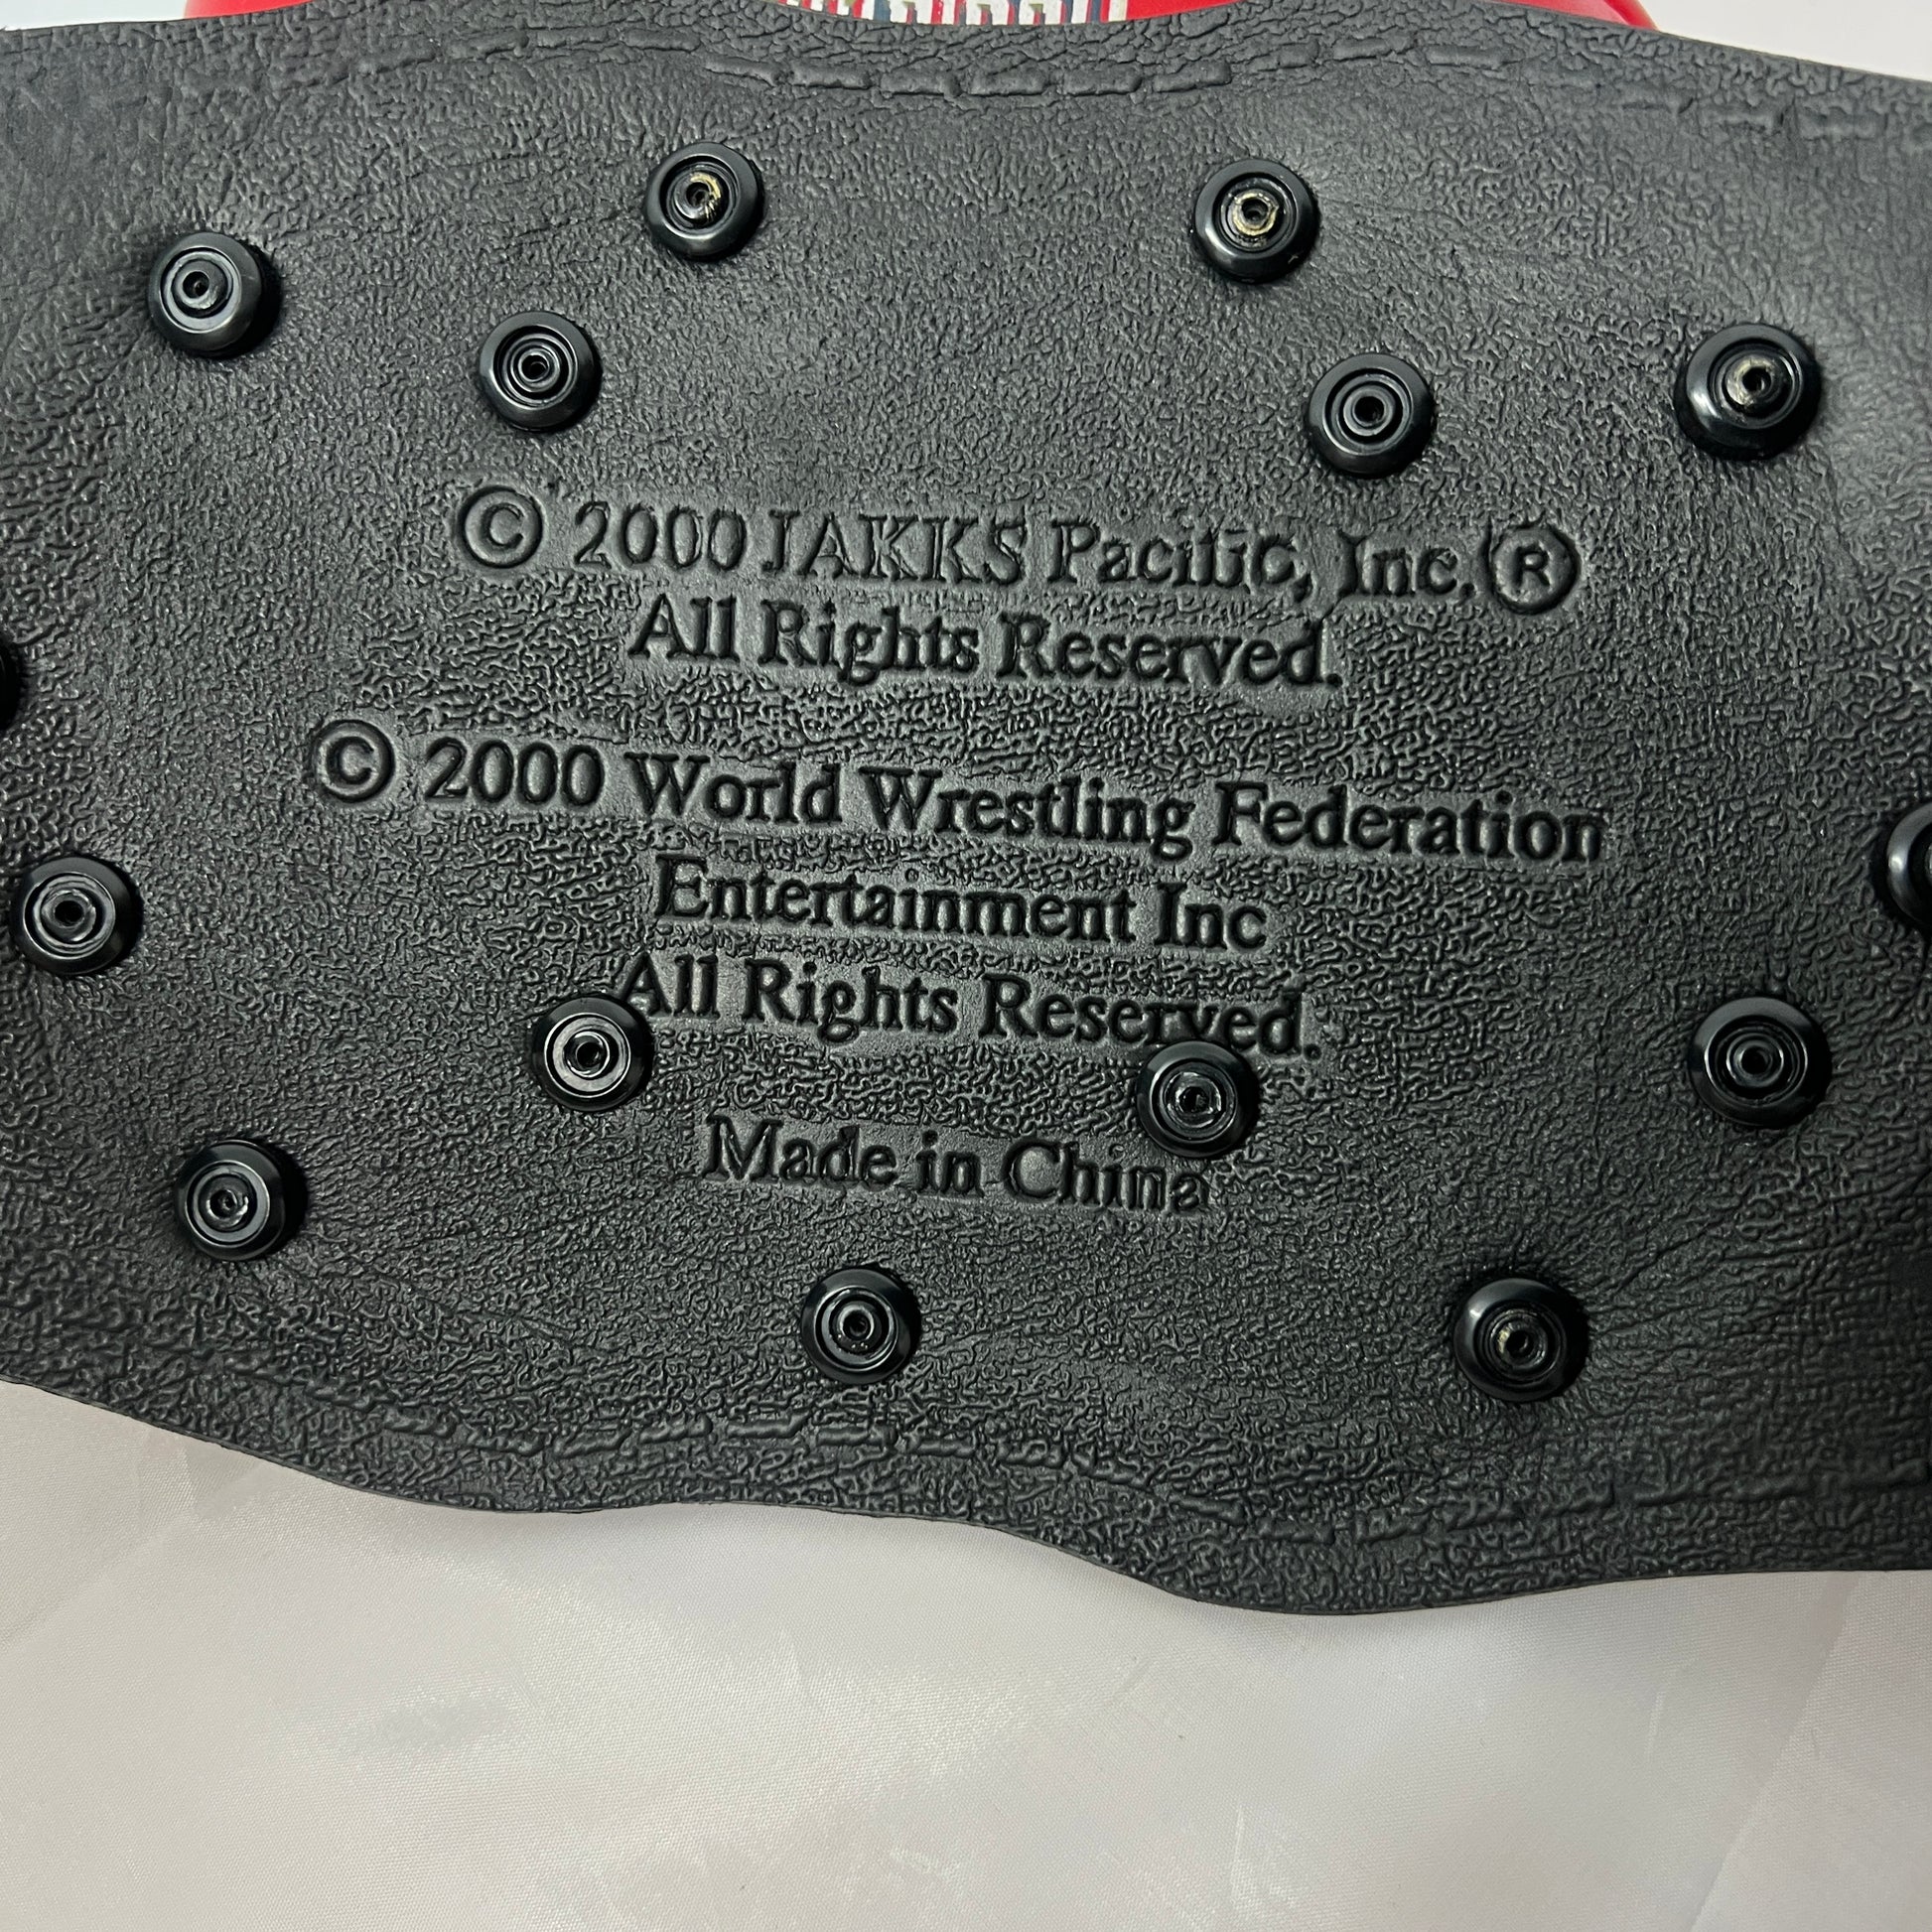 © 2000 JAKKS Pacific, Inc.®
All Rights Reserved.
© 2000 World Wrestling Federation
Entertainment Inc
All Rights Reserved.
Made in China